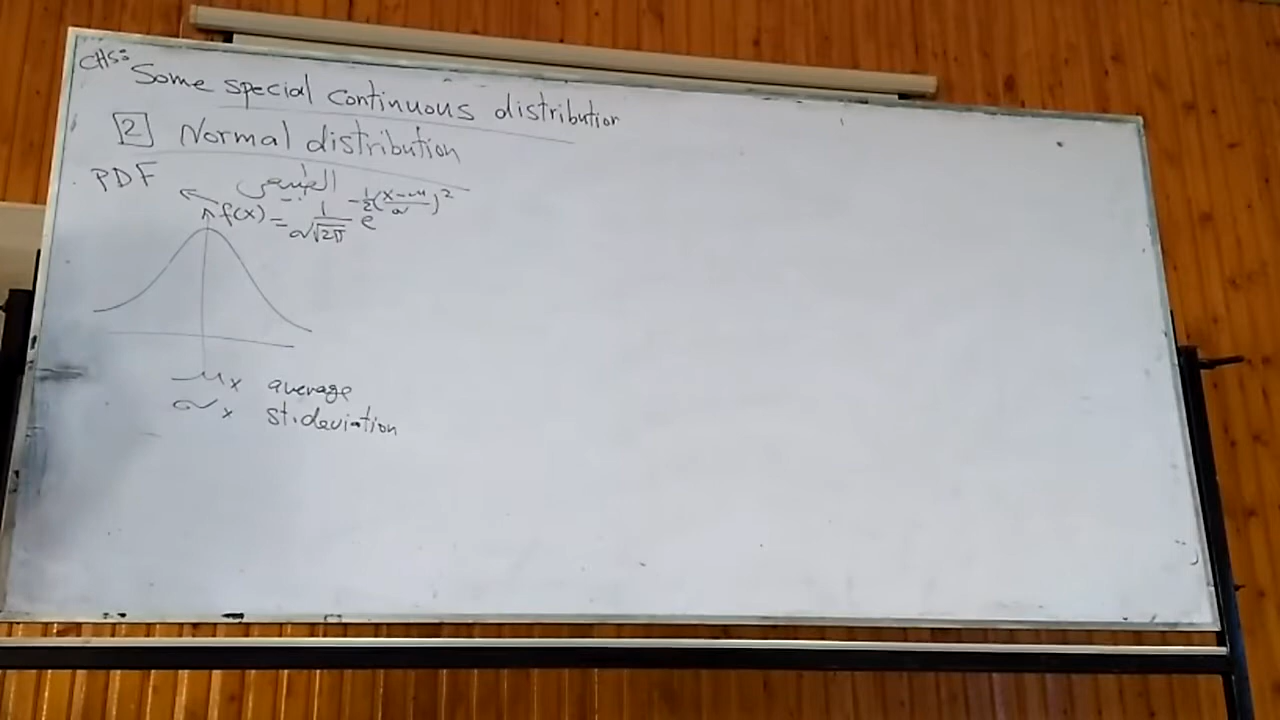 CH5: Some special continuous distribution
[2] Normal distribution
PDF الطبيعي
f(x) = 1/(σ√2π) e^(-1/2((x-μ)/σ)^2)
μx average
σx st.deviation